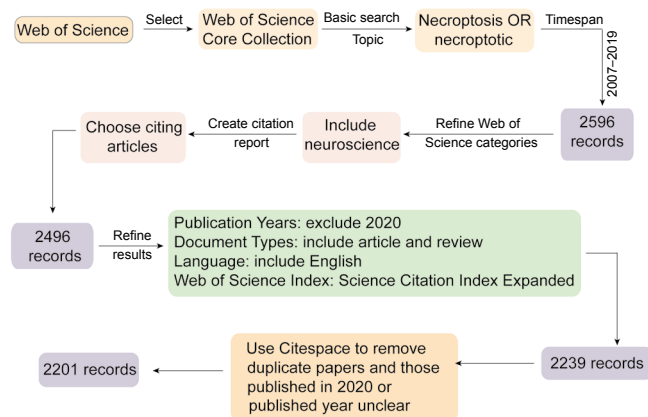 Web of Science
Select
Web of Science
Core Collection
Basic search
Topic
Necroptosis OR
necroptotic
Timespan
2007–2019
2596
records
Refine Web of
Science categories
Include
neuroscience
Create citation
report
Choose citing
articles
2496
records
Refine
results
Publication Years: exclude 2020
Document Types: include article and review
Language: include English
Web of Science Index: Science Citation Index Expanded
2239 records
Use Citespace to remove
duplicate papers and those
published in 2020 or
published year unclear
2201 records